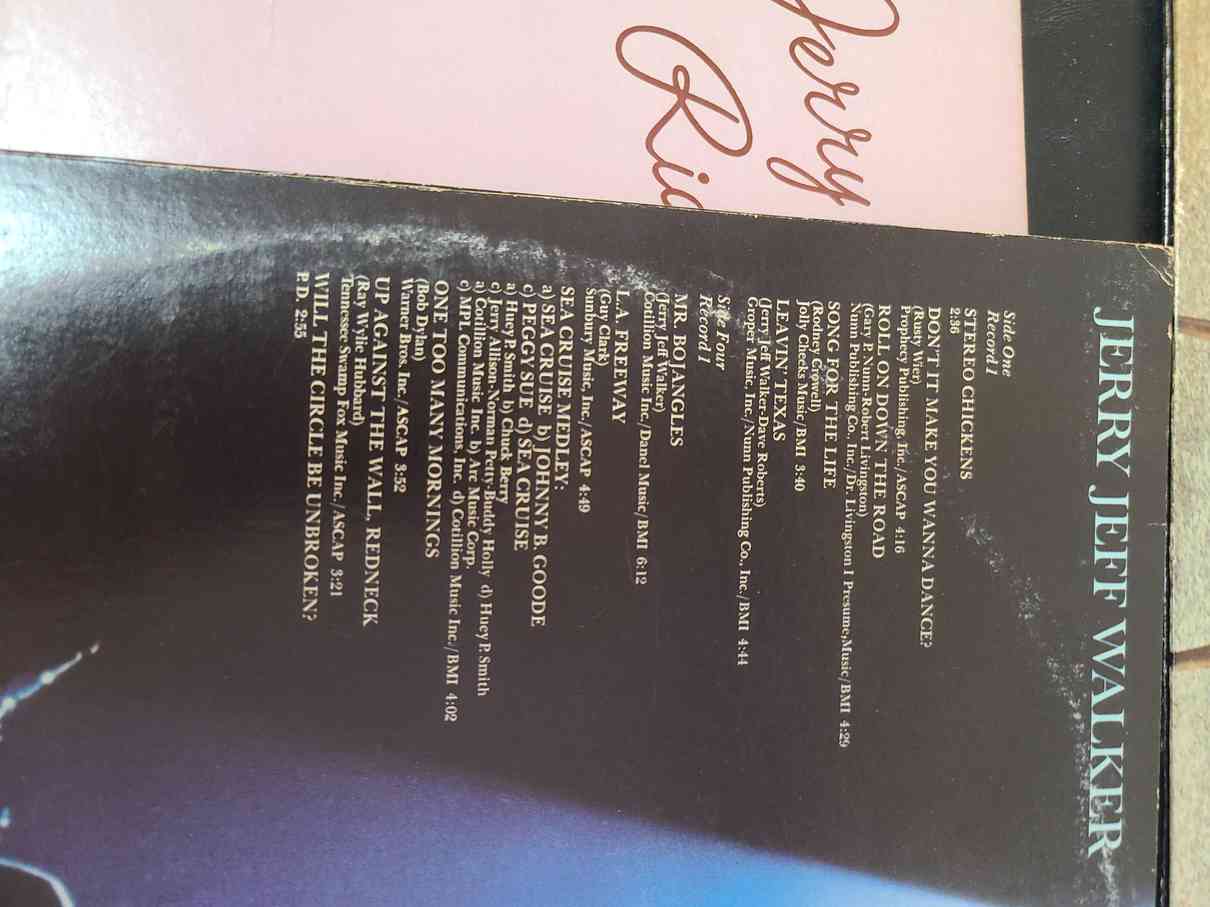 Jerry
JERRY JEFF WALKER
Side One
Record 1
STEREO CHICKENS
2:36
DON'T IT MAKE YOU WANNA DANCE?
(Rusty Wier)
Prophecy Publishing, Inc./ASCAP 4:16
ROLL ON DOWN THE ROAD
(Gary P. Nunn-Robert Livingston)
Nunn Publishing Co., Inc./Dr. Livingston I Presume, Music/BMI 4:29
SONG FOR THE LIFE
(Rodney Crowell)
Jolly Cheeks Music/BMI 3:40
LEAVIN' TEXAS
(Jerry Jeff Walker-Dave Roberts)
Groper Music, Inc./Nunn Publishing Co., Inc./BMI 4:44
Side Four
Record 1
MR. BOJANGLES
(Jerry Jeff Walker)
Cotillion Music Inc./Danel Music/BMI 6:12
L.A. FREEWAY
(Guy Clark)
Sunbury Music, Inc./ASCAP 4:49
SEA CRUISE MEDLEY:
a) SEA CRUISE b) JOHNNY B. GOODE
c) PEGGY SUE d) SEA CRUISE
a) Huey P. Smith b) Chuck Berry
c) Jerry Allison-Norman Petty-Buddy Holly d) Huey P. Smith
a) Cotillion Music Inc. b) Arc Music Corp.
c) MPL Communications, Inc. d) Cotillion Music Inc./BMI 4:02
ONE TOO MANY MORNINGS
(Bob Dylan)
Warner Bros. Inc./ASCAP 3:52
UP AGAINST THE WALL, REDNECK
(Ray Wylie Hubbard)
Tennessee Swamp Fox Music Inc./ASCAP 3:21
WILL THE CIRCLE BE UNBROKEN?
P.D. 2:55